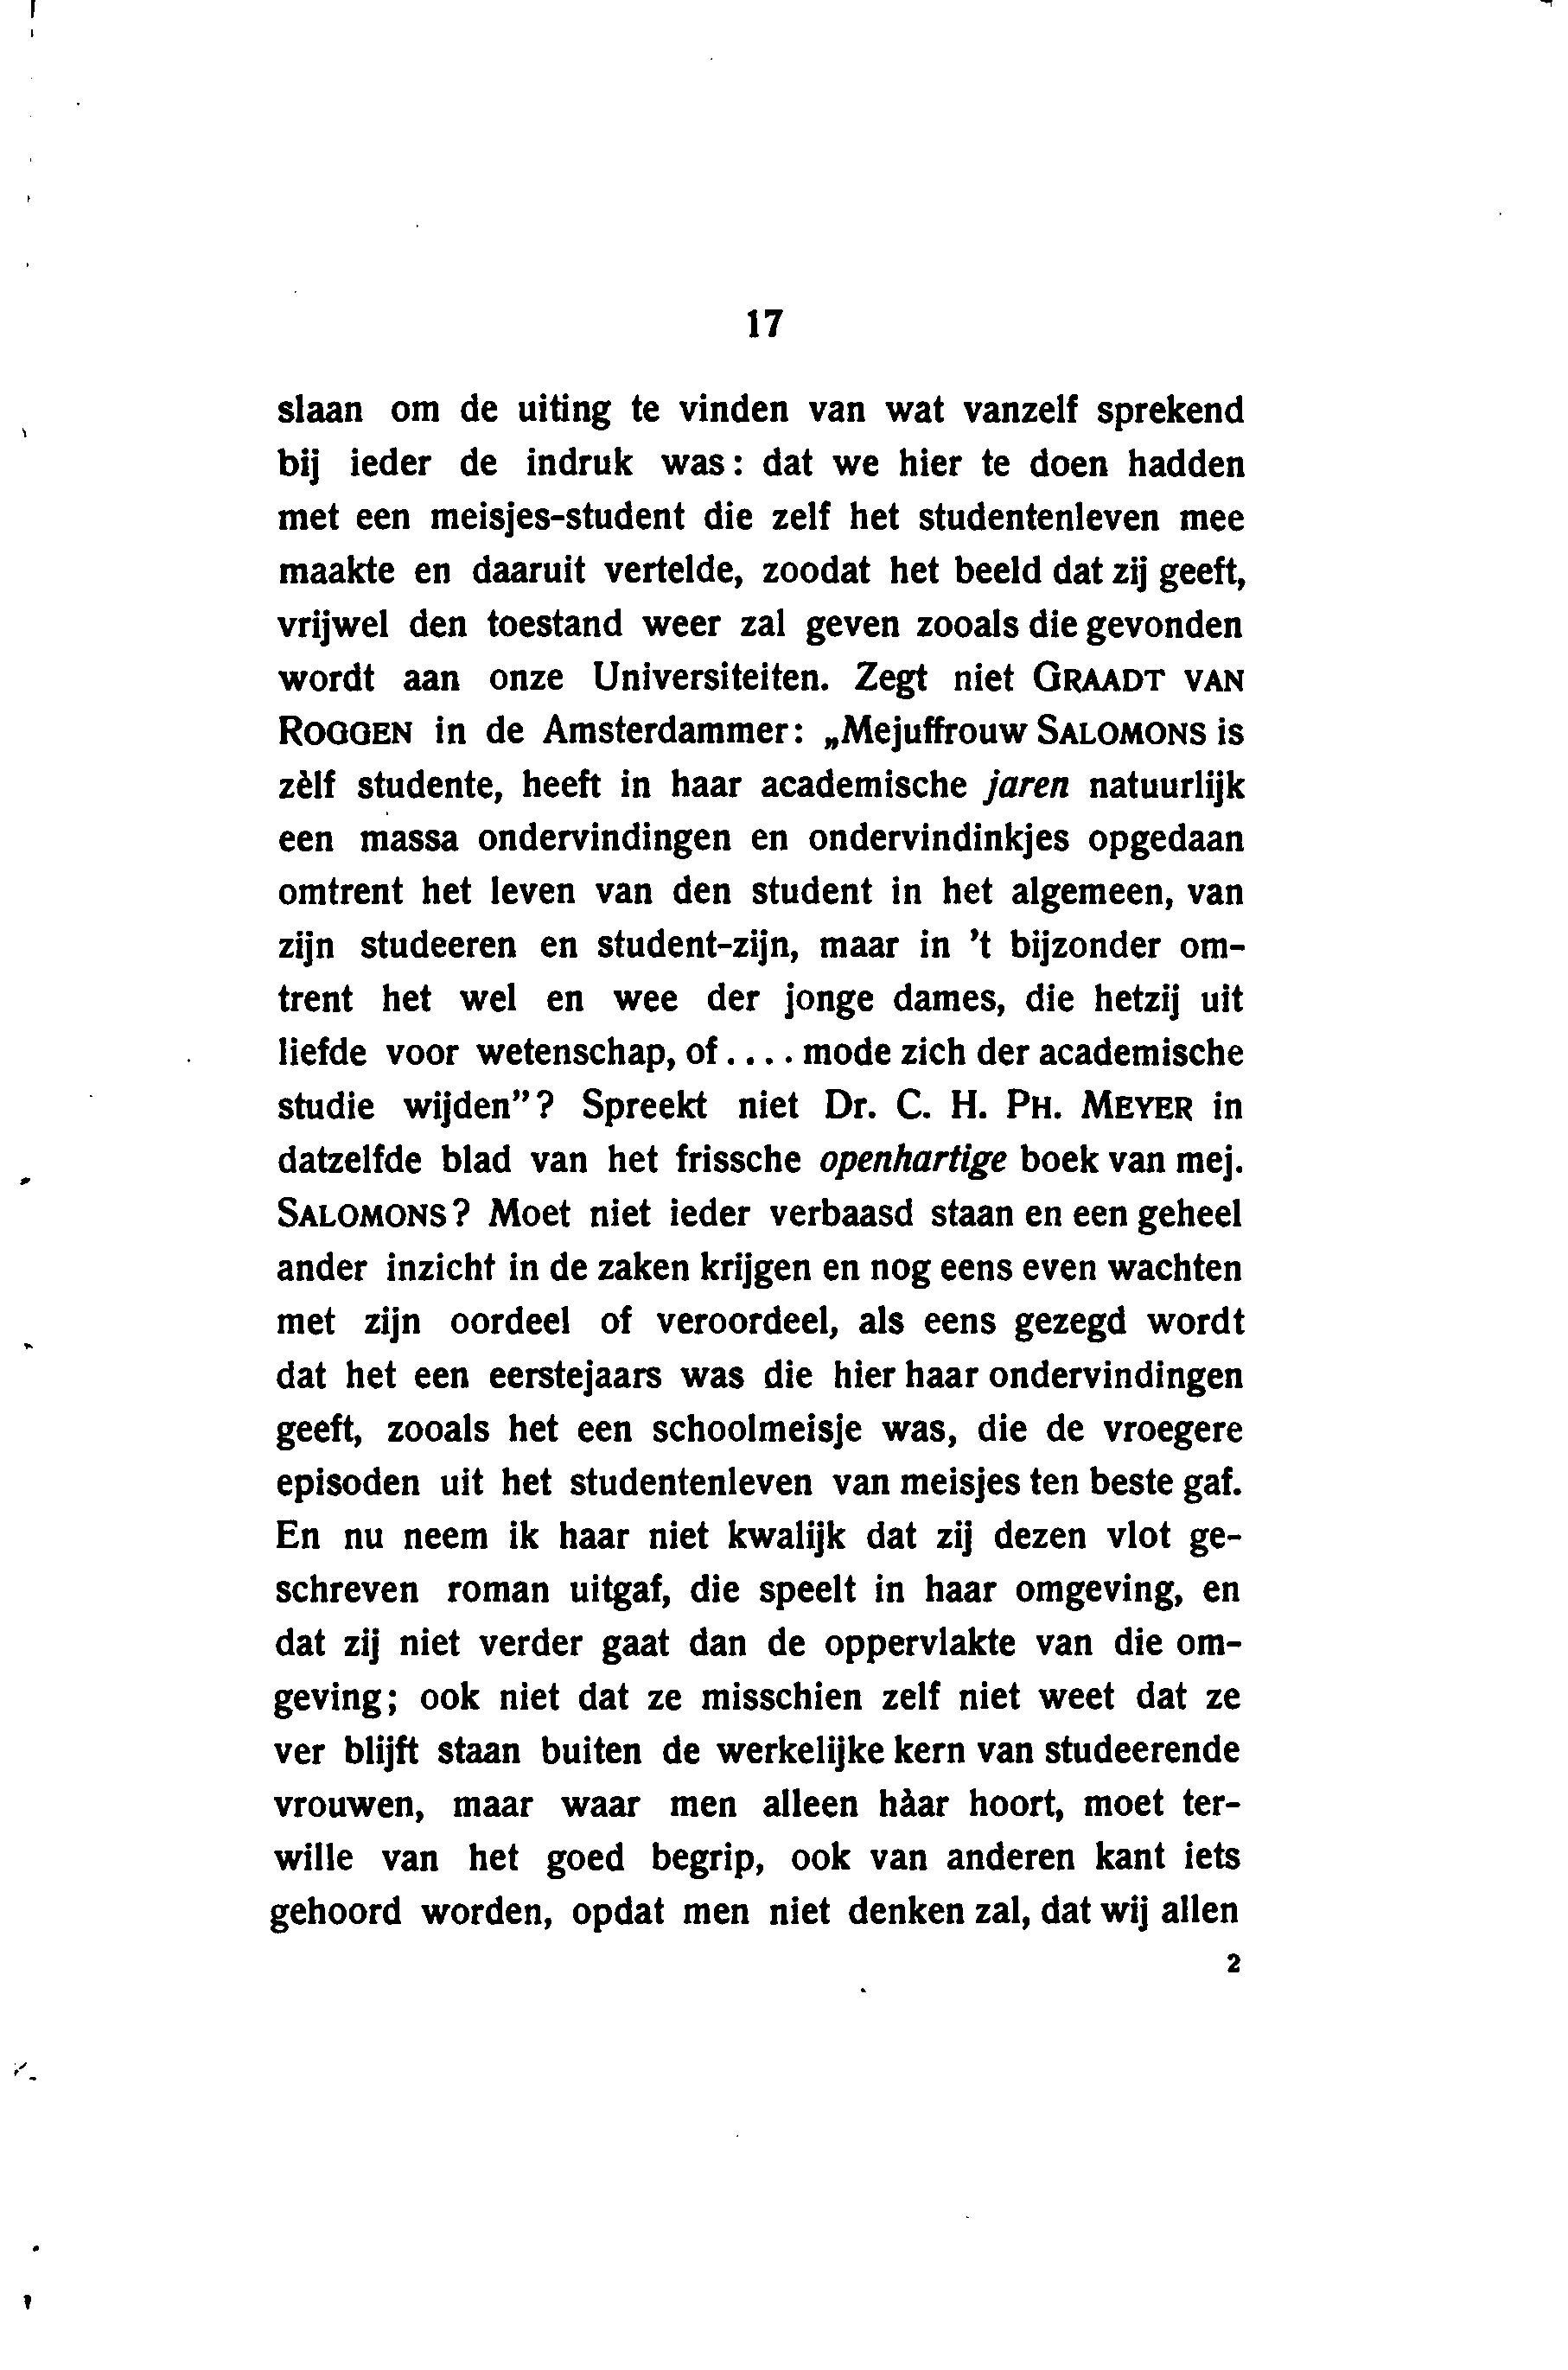 17
slaan om de uiting te vinden van wat vanzelf sprekend
bij ieder de indruk was: dat we hier te doen hadden
met een meisjes-student die zelf het studentenleven mee
maakte en daaruit vertelde, zoodat het beeld dat zij geeft,
vrijwel den toestand weer zal geven zooals die gevonden
wordt aan onze Universiteiten. Zegt niet GRAADT VAN
ROGGEN in de Amsterdammer: „Mejuffrouw SALOMONS is
zèlf studente, heeft in haar academische jaren natuurlijk
een massa ondervindingen en ondervindinkjes opgedaan
omtrent het leven van den student in het algemeen, van
zijn studeeren en student-zijn, maar in 't bijzonder om-
trent het wel en wee der jonge dames, die hetzij uit
liefde voor wetenschap, of.... mode zich der academische
studie wijden”? Spreekt niet Dr. C. H. PH. MEYER in
datzelfde blad van het frissche openhartige boek van mej.
SALOMONS? Moet niet ieder verbaasd staan en een geheel
ander inzicht in de zaken krijgen en nog eens even wachten
met zijn oordeel of veroordeel, als eens gezegd wordt
dat het een eerstejaars was die hier haar ondervindingen
geeft, zooals het een schoolmeisje was, die de vroegere
episoden uit het studentenleven van meisjes ten beste gaf.
En nu neem ik haar niet kwalijk dat zij dezen vlot ge-
schreven roman uitgaf, die speelt in haar omgeving, en
dat zij niet verder gaat dan de oppervlakte van die om-
geving; ook niet dat ze misschien zelf niet weet dat ze
ver blijft staan buiten de werkelijke kern van studeerende
vrouwen, maar waar men alleen hàar hoort, moet ter-
wille van het goed begrip, ook van anderen kant iets
gehoord worden, opdat men niet denken zal, dat wij allen
2